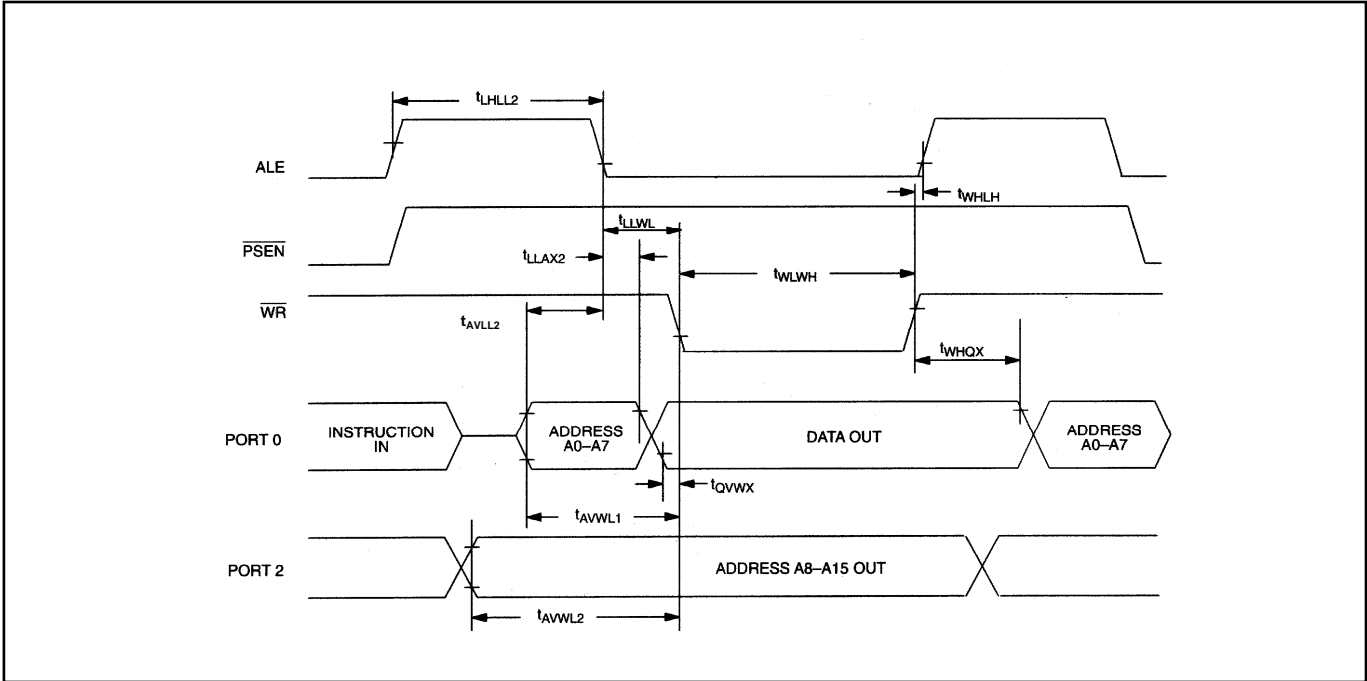 tLHLL2
ALE
tWHLH
tLLWL
PSEN
tLLAX2
tWLWH
WR
tAVLL2
tWHQX
PORT 0
INSTRUCTION
IN
ADDRESS
A0–A7
DATA OUT
ADDRESS
A0–A7
tQVWX
tAVWL1
PORT 2
ADDRESS A8–A15 OUT
tAVWL2